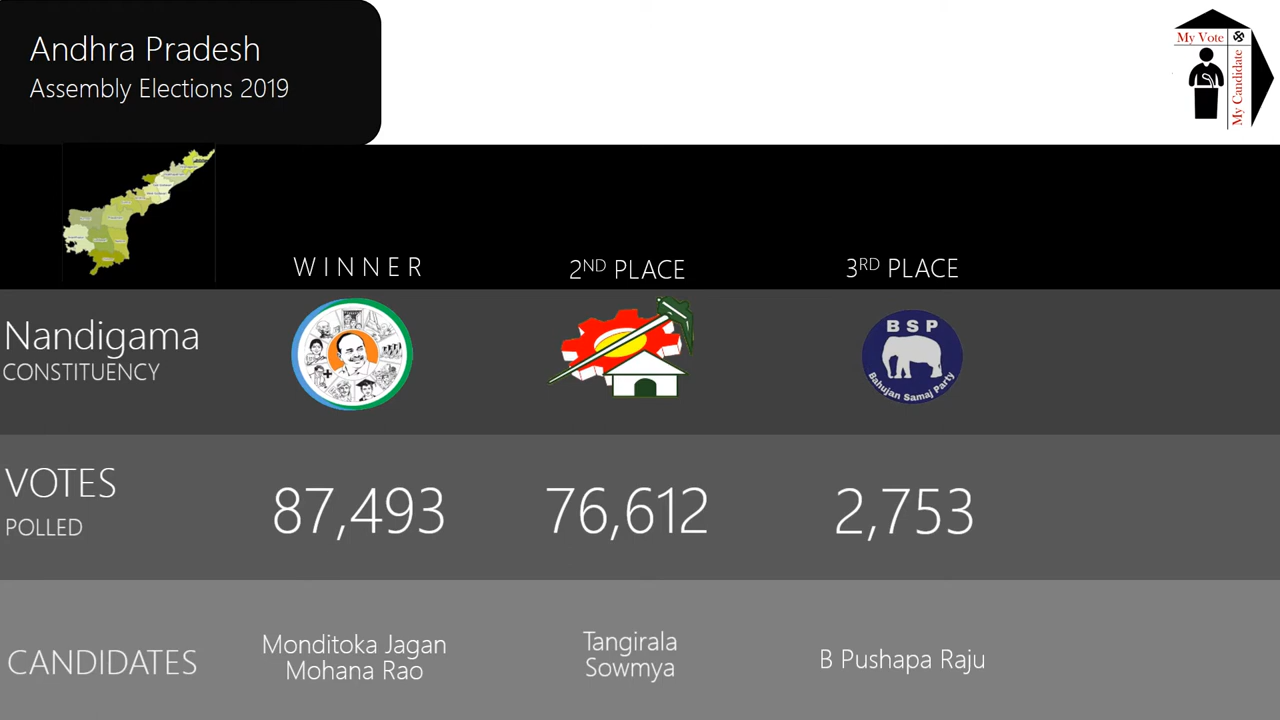 Andhra Pradesh
Assembly Elections 2019
My Vote
My Candidate
WINNER
2ND PLACE
3RD PLACE
Nandigama
CONSTITUENCY
BSP
Bahujan Samaj Party
VOTES
POLLED
87,493
76,612
2,753
CANDIDATES
Monditoka Jagan
Mohana Rao
Tangirala
Sowmya
B Pushapa Raju